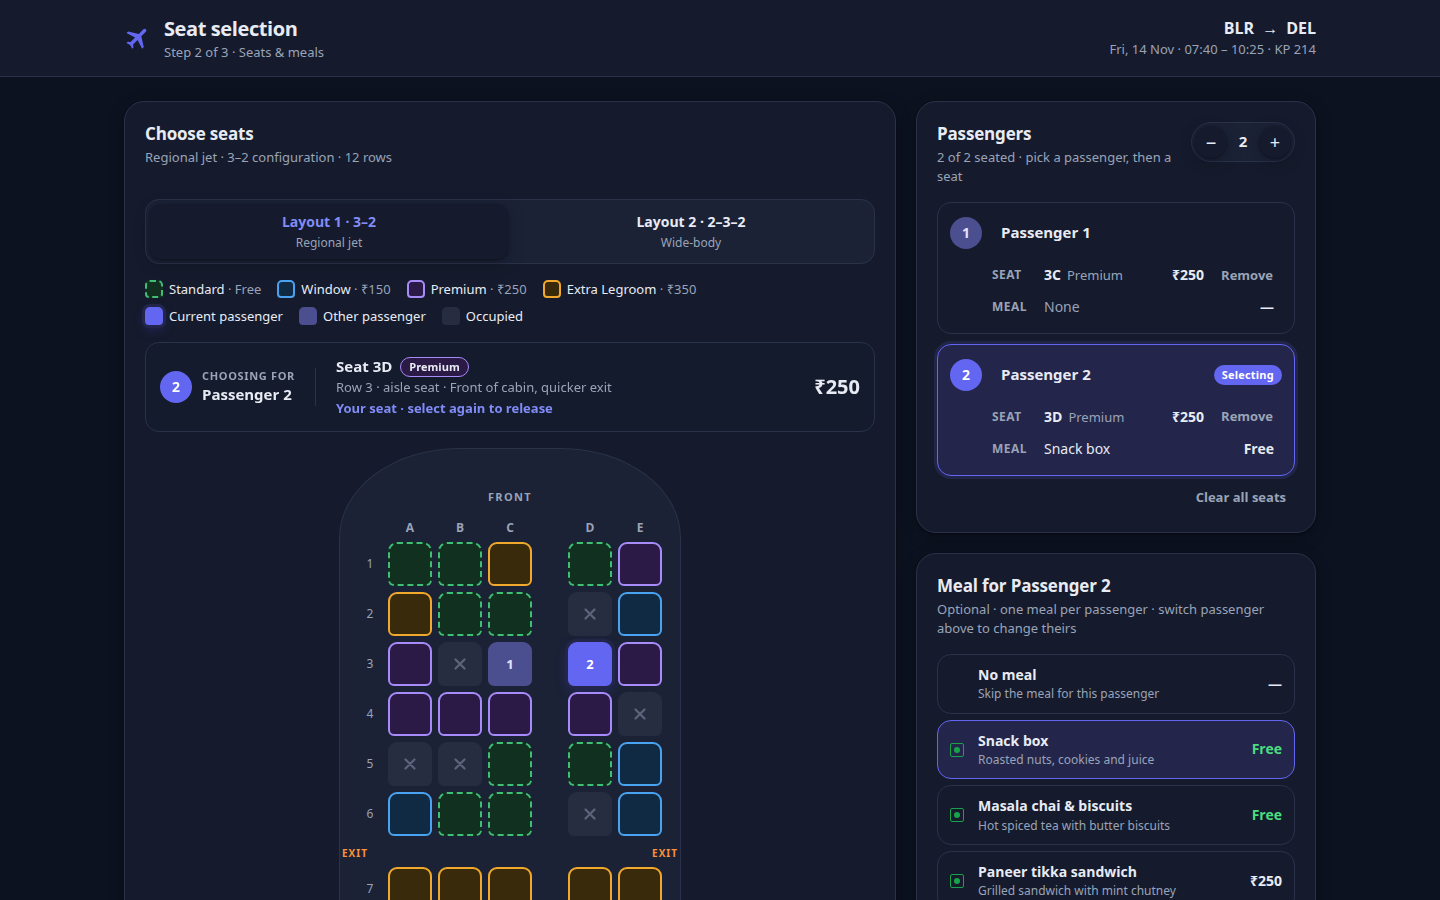 Seat selection
Step 2 of 3 · Seats & meals
BLR → DEL
Fri, 14 Nov · 07:40 – 10:25 · KP 214
Choose seats
Regional jet · 3–2 configuration · 12 rows
Layout 1 · 3–2
Regional jet
Layout 2 · 2–3–2
Wide-body
Standard · Free
Window · ₹150
Premium · ₹250
Extra Legroom · ₹350
Current passenger
Other passenger
Occupied
2
CHOOSING FOR
Passenger 2
Seat 3D Premium
Row 3 · aisle seat · Front of cabin, quicker exit
Your seat · select again to release
₹250
FRONT
A B C D E
1
2 ✕
3 ✕ 1 2
4 ✕
5 ✕ ✕
6 ✕
EXIT EXIT
7
Passengers
2 of 2 seated · pick a passenger, then a
seat
− 2 +
1 Passenger 1
SEAT 3C Premium ₹250 Remove
MEAL None —
2 Passenger 2 Selecting
SEAT 3D Premium ₹250 Remove
MEAL Snack box Free
Clear all seats
Meal for Passenger 2
Optional · one meal per passenger · switch passenger
above to change theirs
No meal
Skip the meal for this passenger
—
Snack box
Roasted nuts, cookies and juice
Free
Masala chai & biscuits
Hot spiced tea with butter biscuits
Free
Paneer tikka sandwich
Grilled sandwich with mint chutney
₹250